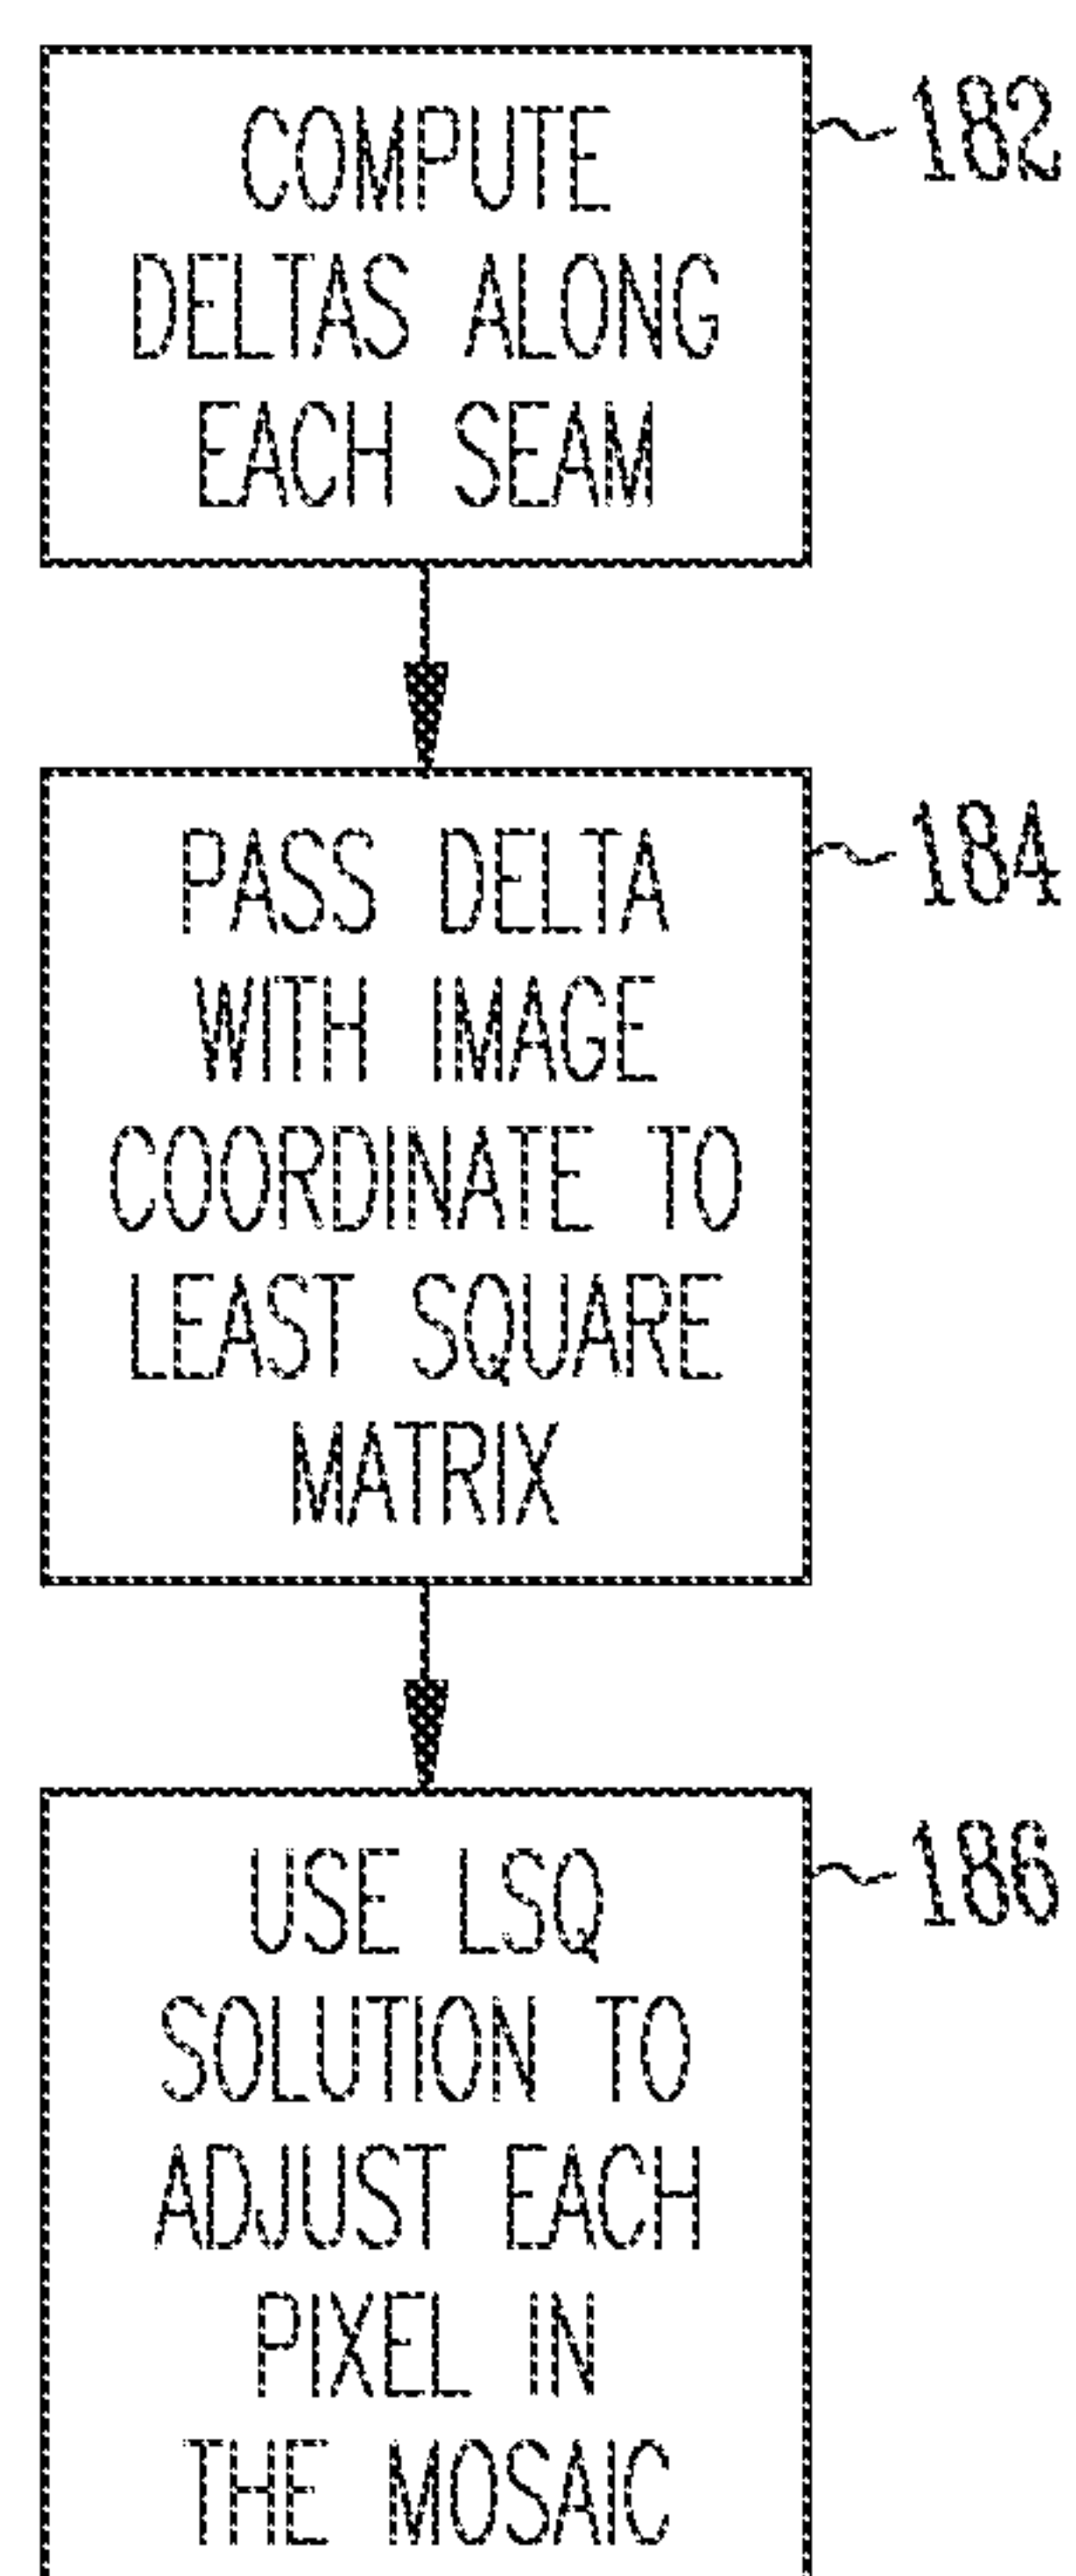 COMPUTE
DELTAS ALONG
EACH SEAM
182
PASS DELTA
WITH IMAGE
COORDINATE TO
LEAST SQUARE
MATRIX
184
USE LSQ
SOLUTION TO
ADJUST EACH
PIXEL IN
THE MOSAIC
186